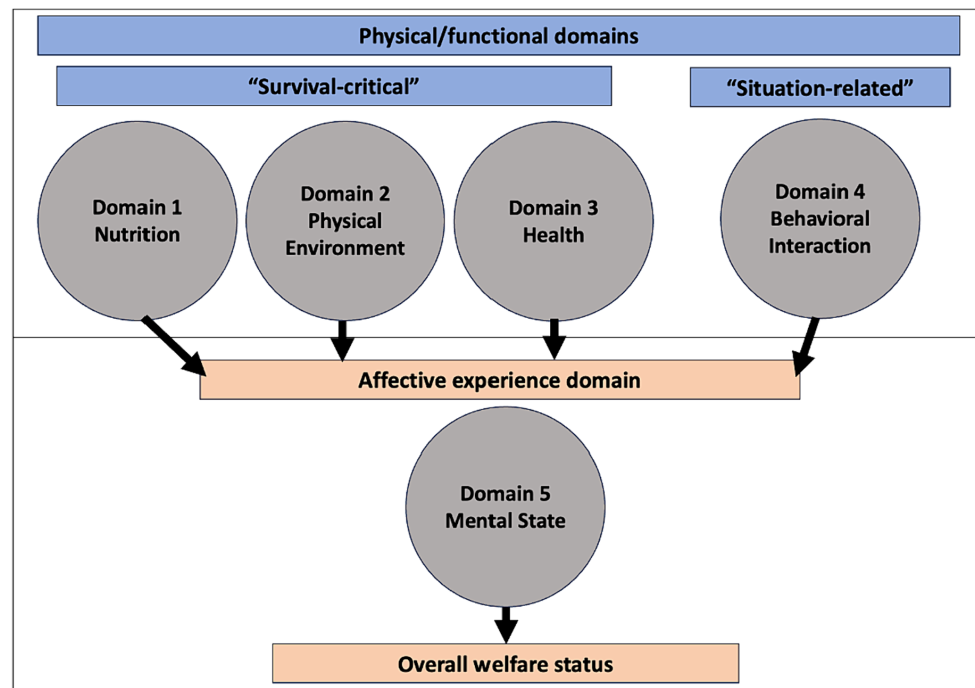 Physical/functional domains
“Survival-critical”
“Situation-related”
Domain 1
Nutrition
Domain 2
Physical
Environment
Domain 3
Health
Domain 4
Behavioral
Interaction
Affective experience domain
Domain 5
Mental State
Overall welfare status